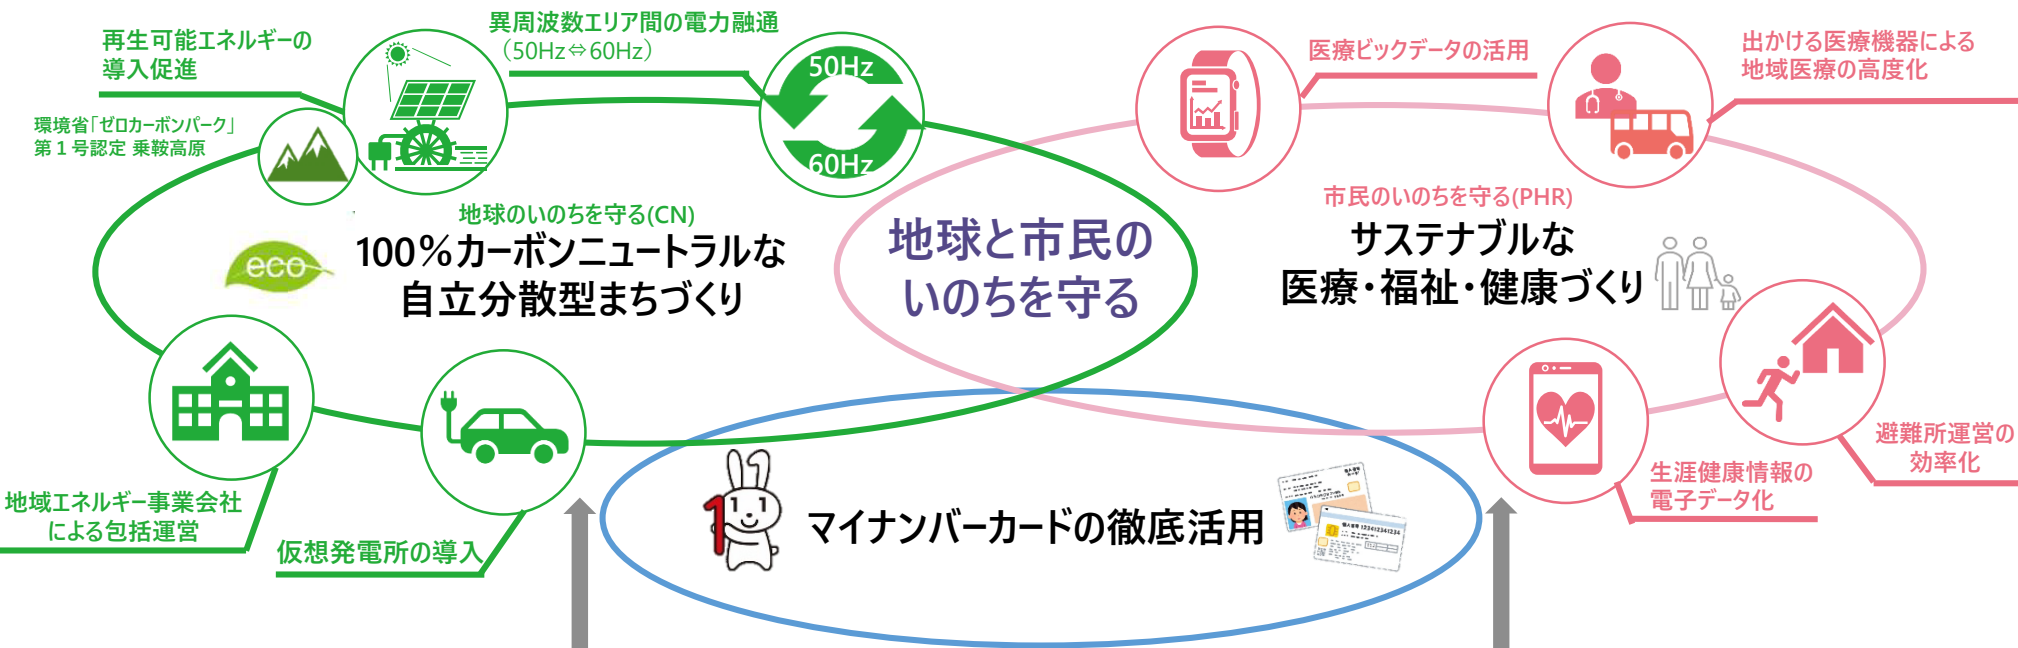 再生可能エネルギーの
導入促進
環境省「ゼロカーボンパーク」
第1号認定 乗鞍高原
異周波数エリア間の電力融通
（50Hz⇔60Hz）
50Hz
60Hz
地球のいのちを守る(CN)
100％カーボンニュートラルな
自立分散型まちづくり
eco
地域エネルギー事業会社
による包括運営
仮想発電所の導入
地球と市民の
いのちを守る
医療ビックデータの活用
出かける医療機器による
地域医療の高度化
市民のいのちを守る(PHR)
サステナブルな
医療・福祉・健康づくり
避難所運営の
効率化
生涯健康情報の
電子データ化
1
マイナンバーカードの徹底活用
123412341234